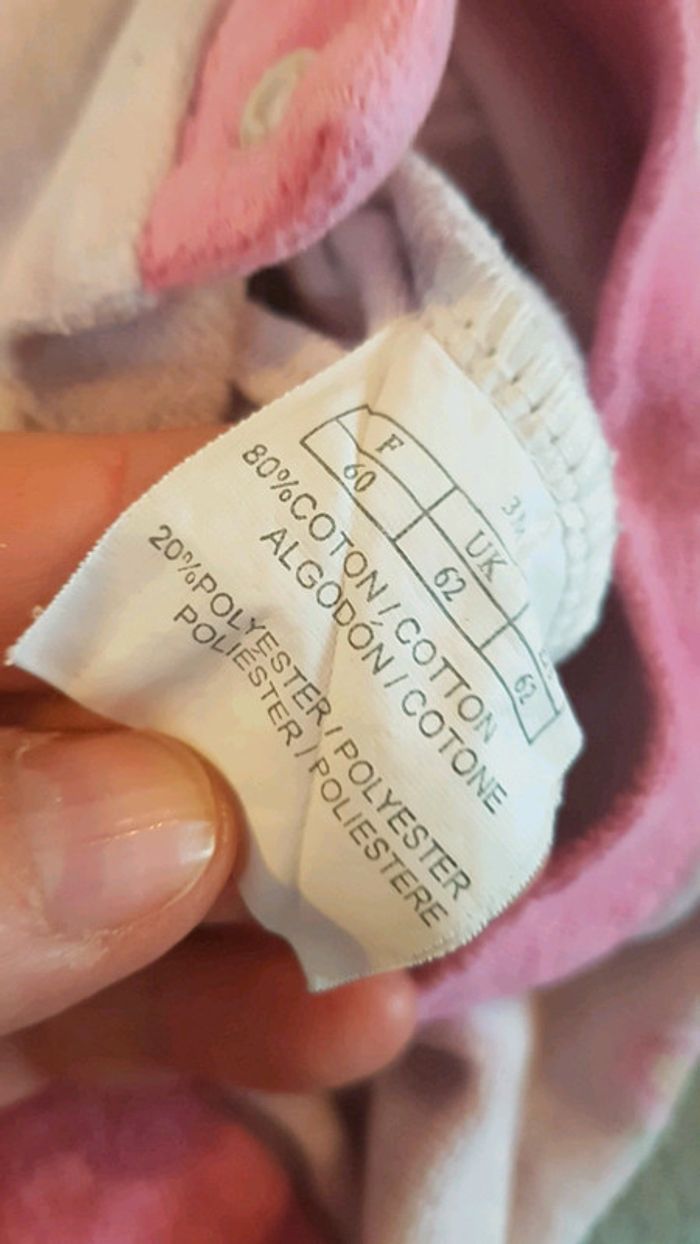 F UK
60 62 62
80%COTON / COTTON
ALGODÓN / COTONE
20%POLYESTER / POLYESTER
POLIÉSTER / POLIESTERE